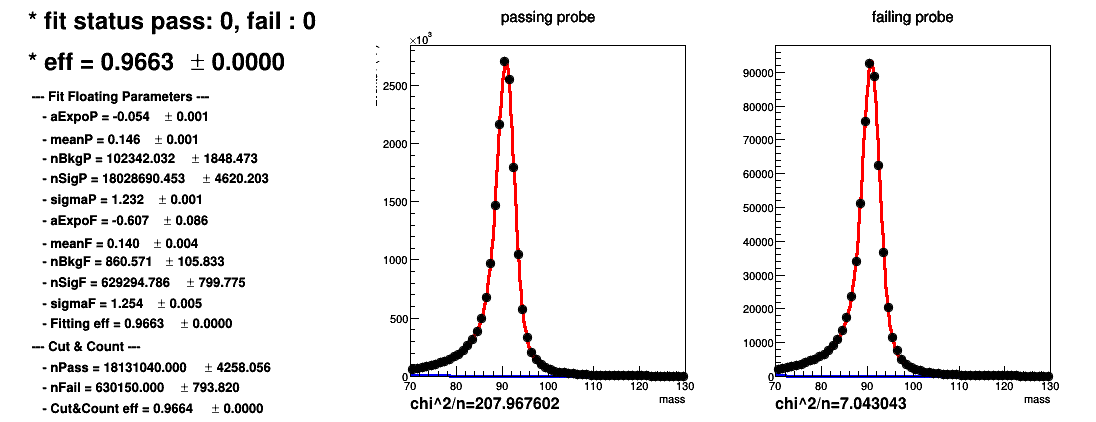 * fit status pass: 0, fail : 0
* eff = 0.9663 ± 0.0000
--- Fit Floating Parameters ---
- aExpoP = -0.054 ± 0.001
- meanP = 0.146 ± 0.001
- nBkgP = 102342.032 ± 1848.473
- nSigP = 18028690.453 ± 4620.203
- sigmaP = 1.232 ± 0.001
- aExpoF = -0.607 ± 0.086
- meanF = 0.140 ± 0.004
- nBkgF = 860.571 ± 105.833
- nSigF = 629294.786 ± 799.775
- sigmaF = 1.254 ± 0.005
- Fitting eff = 0.9663 ± 0.0000
--- Cut & Count ---
- nPass = 18131040.000 ± 4258.056
- nFail = 630150.000 ± 793.820
- Cut&Count eff = 0.9664 ± 0.0000
passing probe
×10³
2500
2000
1500
1000
500
0
70 80 90 100 110 120 130
mass
chi^2/n=207.967602
failing probe
90000
80000
70000
60000
50000
40000
30000
20000
10000
0
70 80 90 100 110 120 130
mass
chi^2/n=7.043043